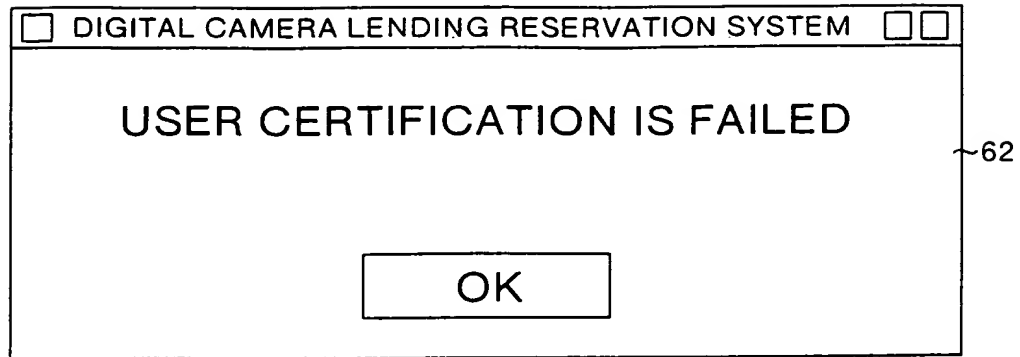 DIGITAL CAMERA LENDING RESERVATION SYSTEM
USER CERTIFICATION IS FAILED
~62
OK